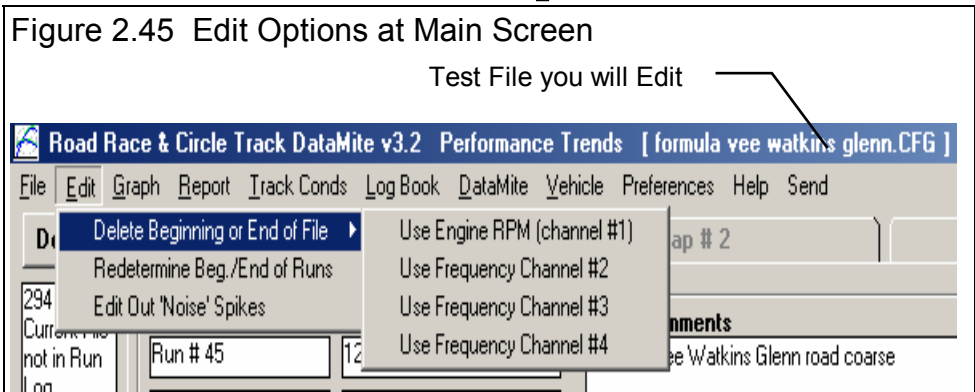 Figure 2.45 Edit Options at Main Screen
Test File you will Edit
Road Race & Circle Track DataMite v3.2 Performance Trends [ formula vee watkins glenn.CFG ]
File Edit Graph Report Track Conds Log Book DataMite Vehicle Preferences Help Send
Delete Beginning or End of File
Redetermine Beg./End of Runs
Edit Out 'Noise' Spikes
Use Engine RPM (channel #1)
Use Frequency Channel #2
Use Frequency Channel #3
Use Frequency Channel #4
ap # 2
294
not in Run
Log
Run # 45
12
nments
ee Watkins Glenn road coarse